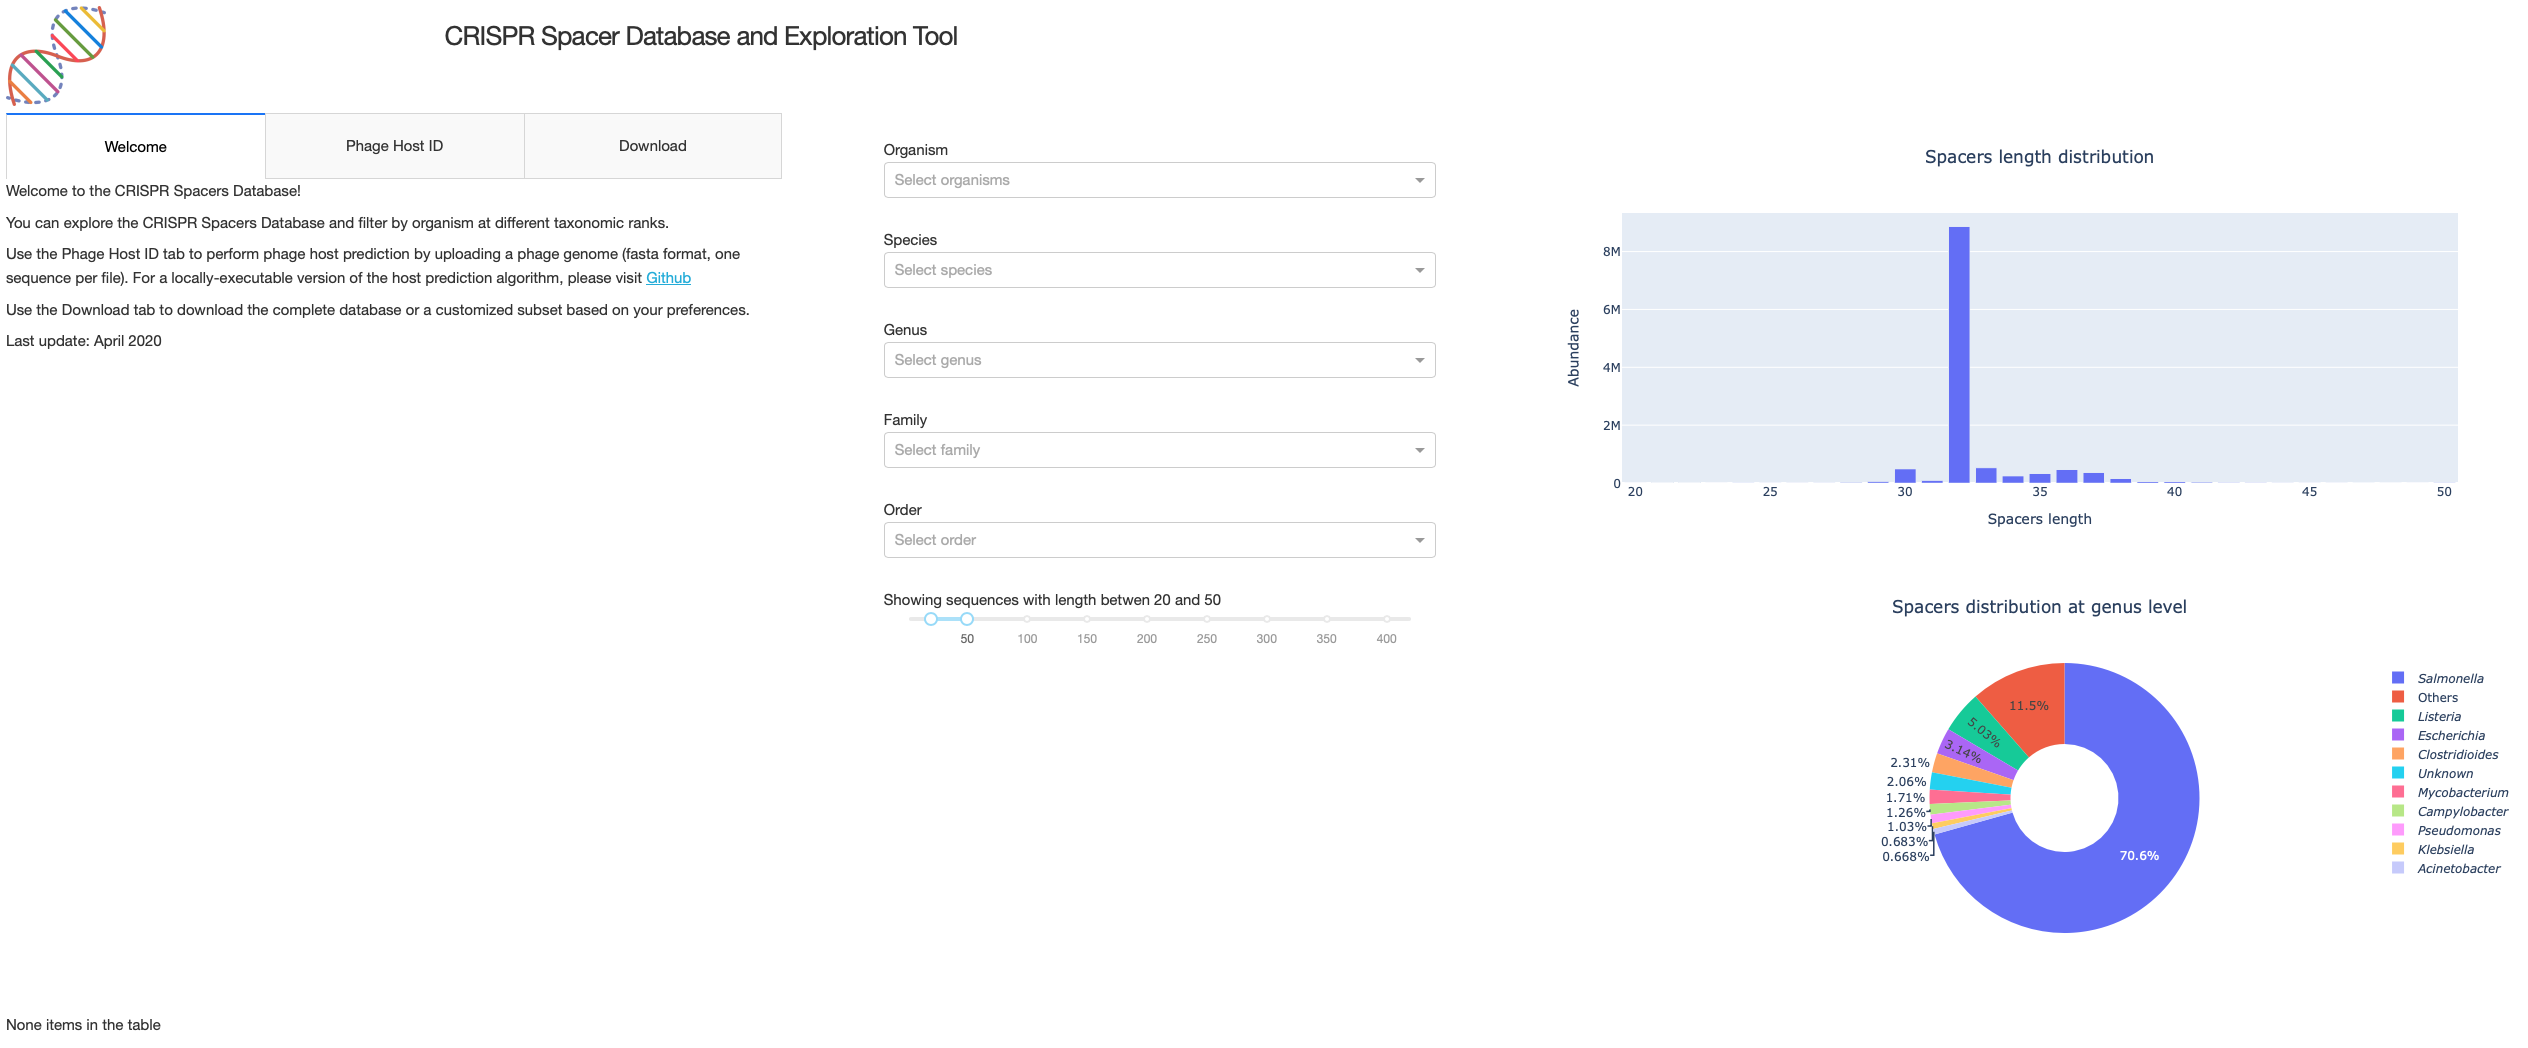 CRISPR Spacer Database and Exploration Tool
Welcome
Phage Host ID
Download
Welcome to the CRISPR Spacers Database!
You can explore the CRISPR Spacers Database and filter by organism at different taxonomic ranks.
Use the Phage Host ID tab to perform phage host prediction by uploading a phage genome (fasta format, one
sequence per file). For a locally-executable version of the host prediction algorithm, please visit Github
Use the Download tab to download the complete database or a customized subset based on your preferences.
Last update: April 2020
Organism
Select organisms
Species
Select species
Genus
Select genus
Family
Select family
Order
Select order
Showing sequences with length betwen 20 and 50
50 100 150 200 250 300 350 400
Spacers length distribution
Abundance
8M
6M
4M
2M
0
20 25 30 35 40 45 50
Spacers length
Spacers distribution at genus level
11.5%
5.03%
3.14%
2.31%
2.06%
1.71%
1.26%
1.03%
0.683%
0.668%
70.6%
Salmonella
Others
Listeria
Escherichia
Clostridioides
Unknown
Mycobacterium
Campylobacter
Pseudomonas
Klebsiella
Acinetobacter
None items in the table